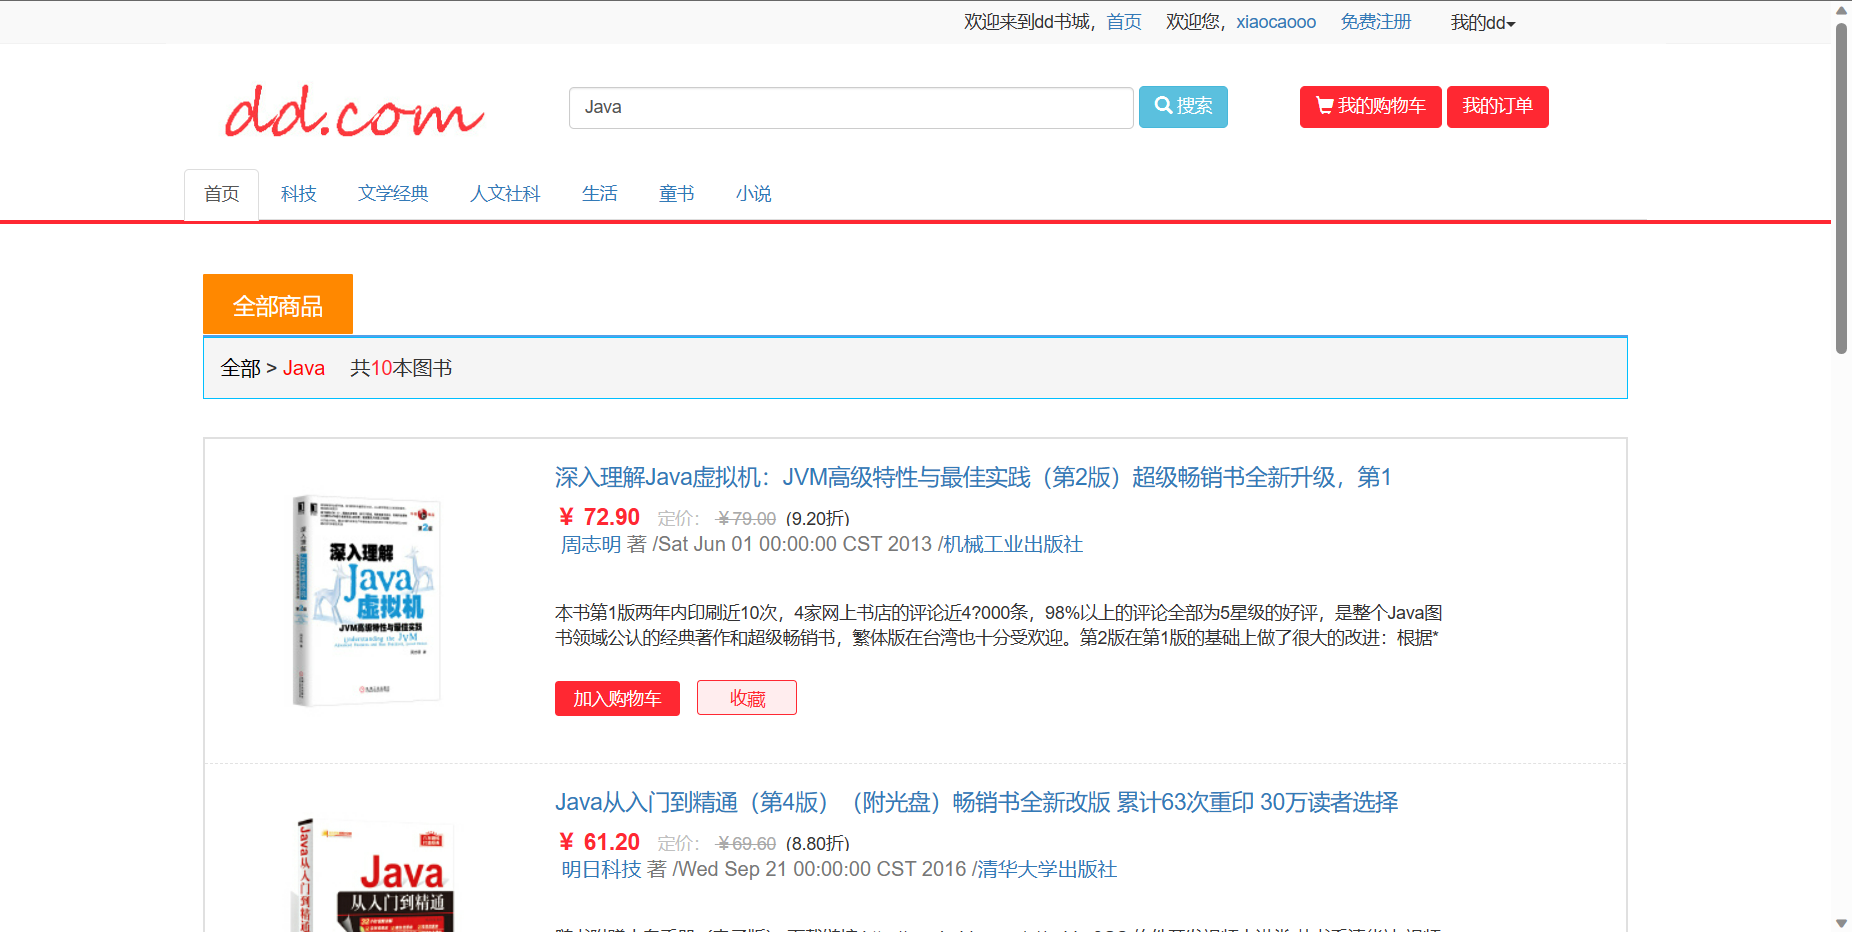 欢迎来到dd书城，首页 欢迎您，xiaocaooo 免费注册 我的dd
dd.com
Java
搜索
我的购物车 我的订单
首页 科技 文学经典 人文社科 生活 童书 小说
全部商品
全部 > Java 共10本图书
深入理解Java虚拟机：JVM高级特性与最佳实践（第2版）超级畅销书全新升级，第1
¥ 72.90 定价： ¥79.00 (9.20折)
周志明 著 /Sat Jun 01 00:00:00 CST 2013 /机械工业出版社
本书第1版两年内印刷近10次，4家网上书店的评论近4?000条，98%以上的评论全部为5星级的好评，是整个Java图
书领域公认的经典著作和超级畅销书，繁体版在台湾也十分受欢迎。第2版在第1版的基础上做了很大的改进：根据*
加入购物车 收藏
第2版
深入理解
Java
虚拟机
JVM高级特性与最佳实践
Understanding the JVM
Java从入门到精通（第4版）（附光盘）畅销书全新改版 累计63次重印 30万读者选择
¥ 61.20 定价： ¥69.60 (8.80折)
明日科技 著 /Wed Sep 21 00:00:00 CST 2016 /清华大学出版社
Java从入门到精通
Java
从入门到精通